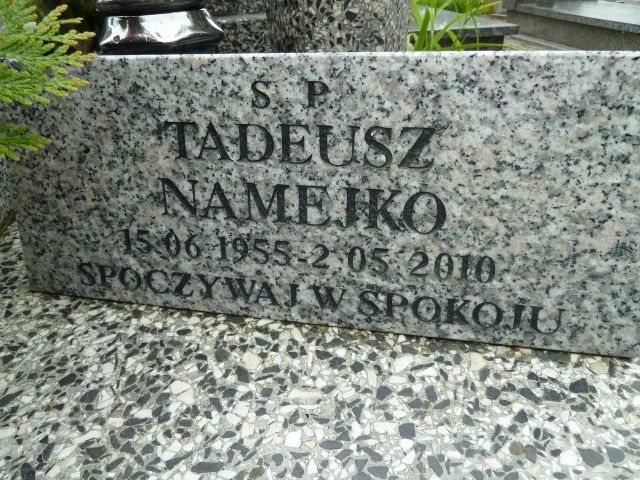 S P
TADEUSZ
NAMEJKO
15 06 1955-2 05 2010
SPOCZYWAJ W SPOKOJU